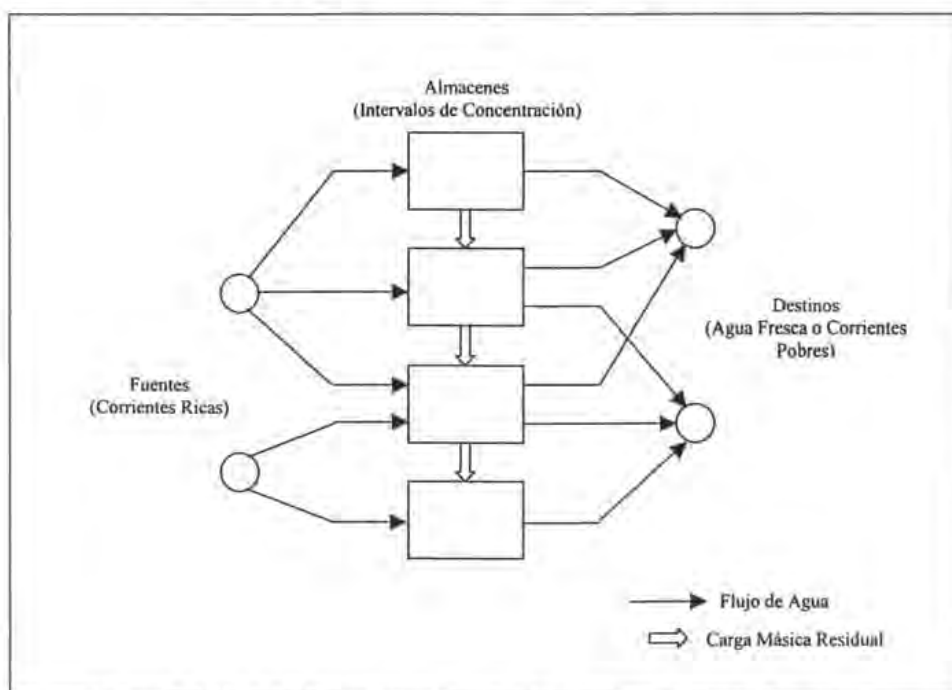 Almacenes
(Intervalos de Concentración)
Destinos
(Agua Fresca o Corrientes
Pobres)
Fuentes
(Corrientes Ricas)
Flujo de Agua
Carga Másica Residual